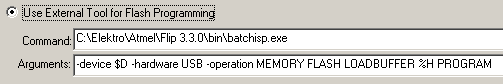 Use External Tool for Flash Programming
Command: C:\Elektro\Atmel\Flip 3.3.0\bin\batchisp.exe
Arguments: -device $D -hardware USB -operation MEMORY FLASH LOADBUFFER %H PROGRAM